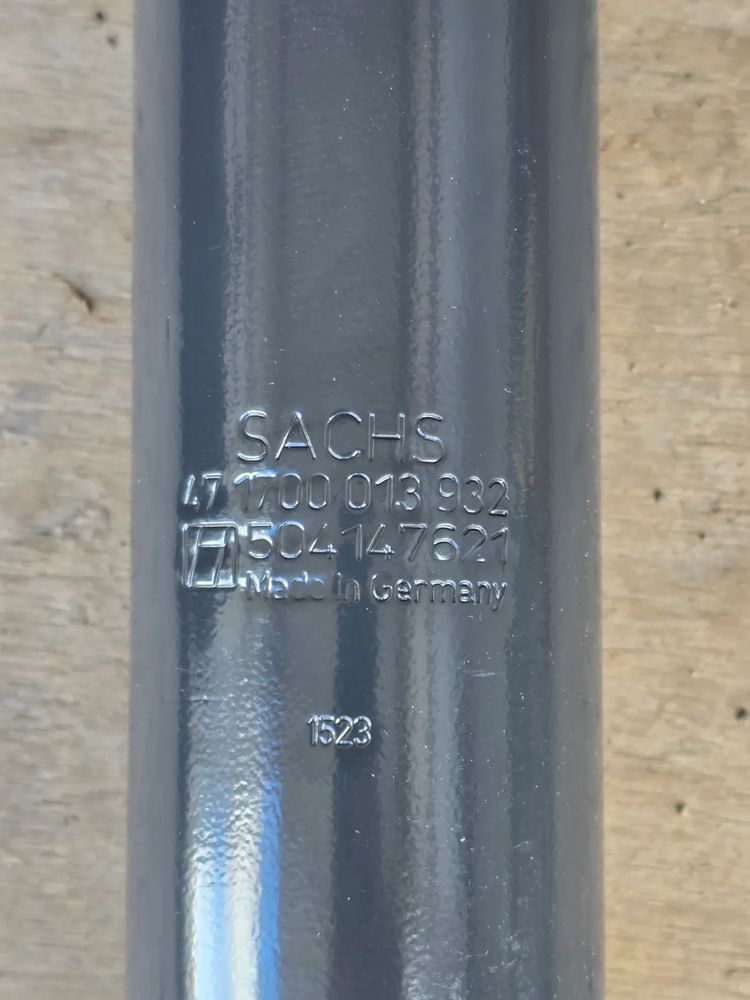 SACHS
47 1700 013 932
504147621
Made in Germany
1523